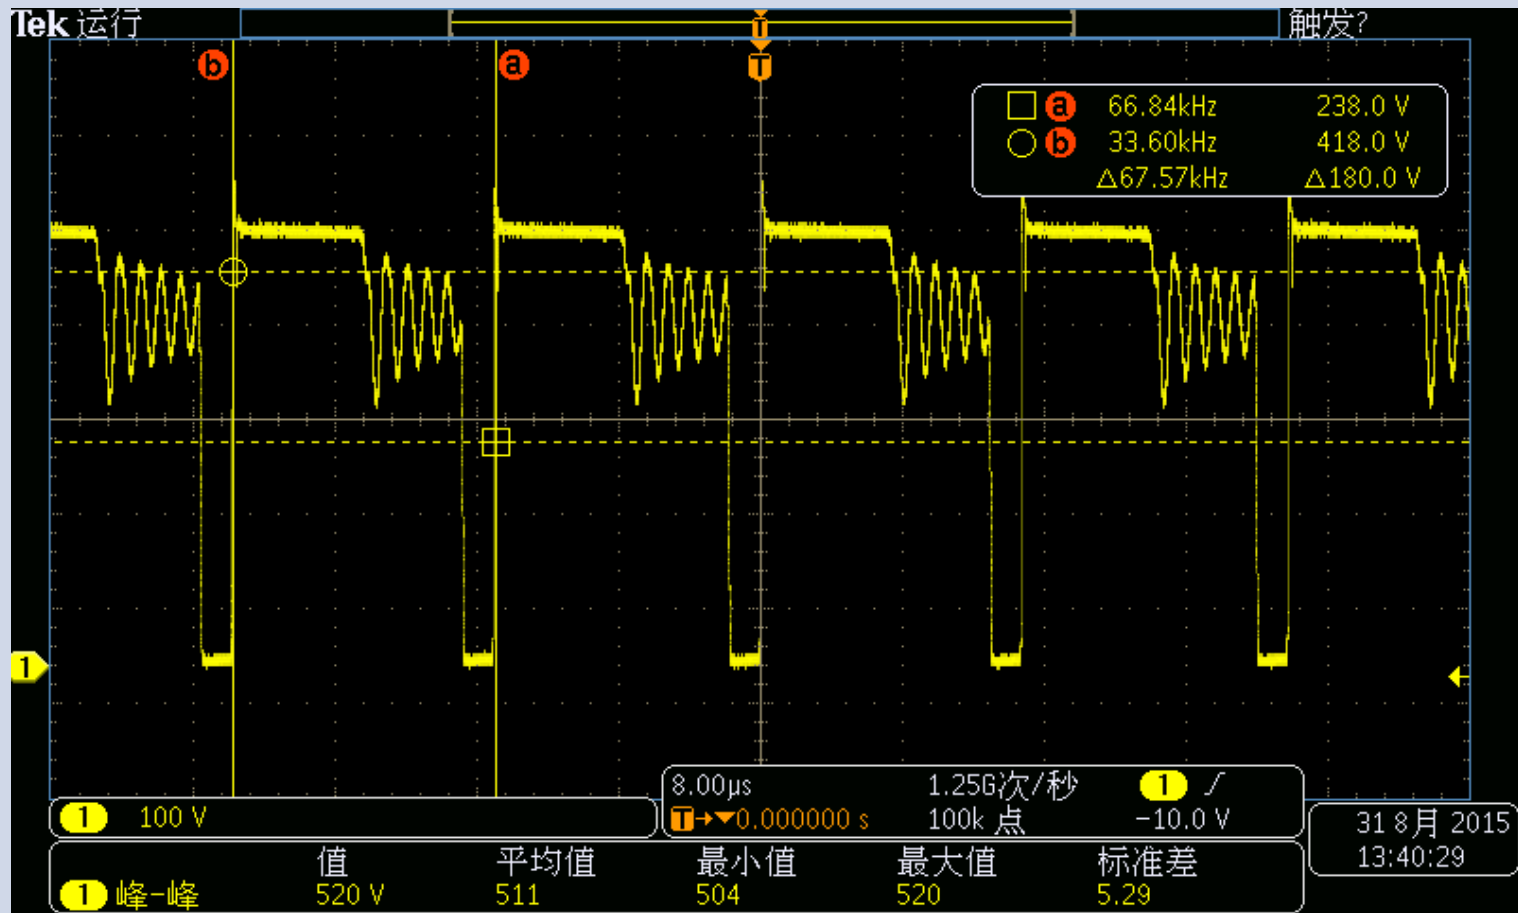 Tek 运行 触发?
b a T T
a 66.84kHz 238.0 V
b 33.60kHz 418.0 V
△67.57kHz △180.0 V
1
8.00µs 1.25G次/秒 1
1 100 V
T→▼0.000000 s 100k 点 -10.0 V
31 8月 2015
13:40:29
值 平均值 最小值 最大值 标准差
1 峰-峰 520 V 511 504 520 5.29